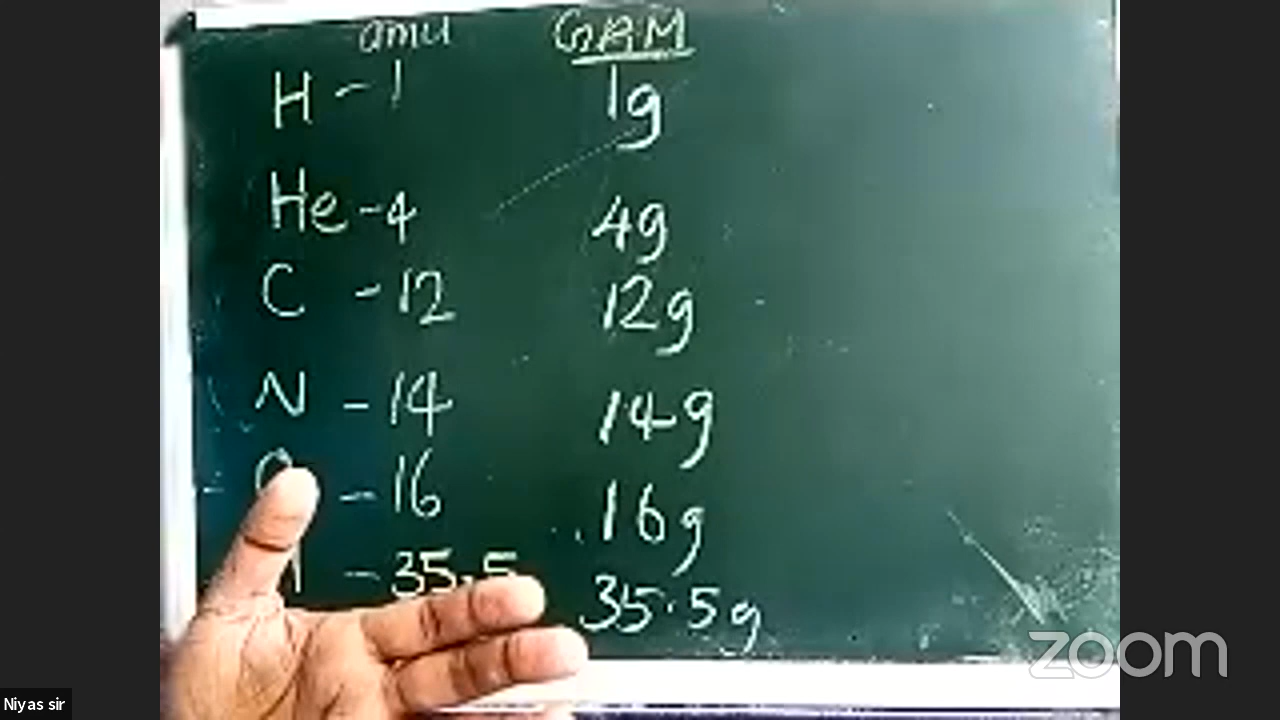 amu GAM
H - 1 1g
He - 4 4g
C - 12 12g
N - 14 14g
- 16 16g
- 35.5 35.5g
zoom
Niyas sir